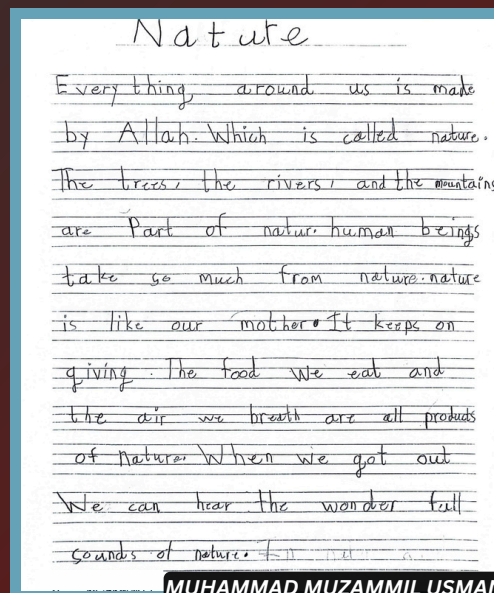 Nature
Every thing, around us is made
by Allah. Which is called nature.
The trees, the rivers, and the mountains
are Part of natur. human beings
take so much from nature. nature
is like our mother. It keeps on
giving. The food we eat and
the air we breath are all products
of nature. When we got out
We can hear the wonder full
sounds of nature.
MUHAMMAD MUZAMMIL USMAN